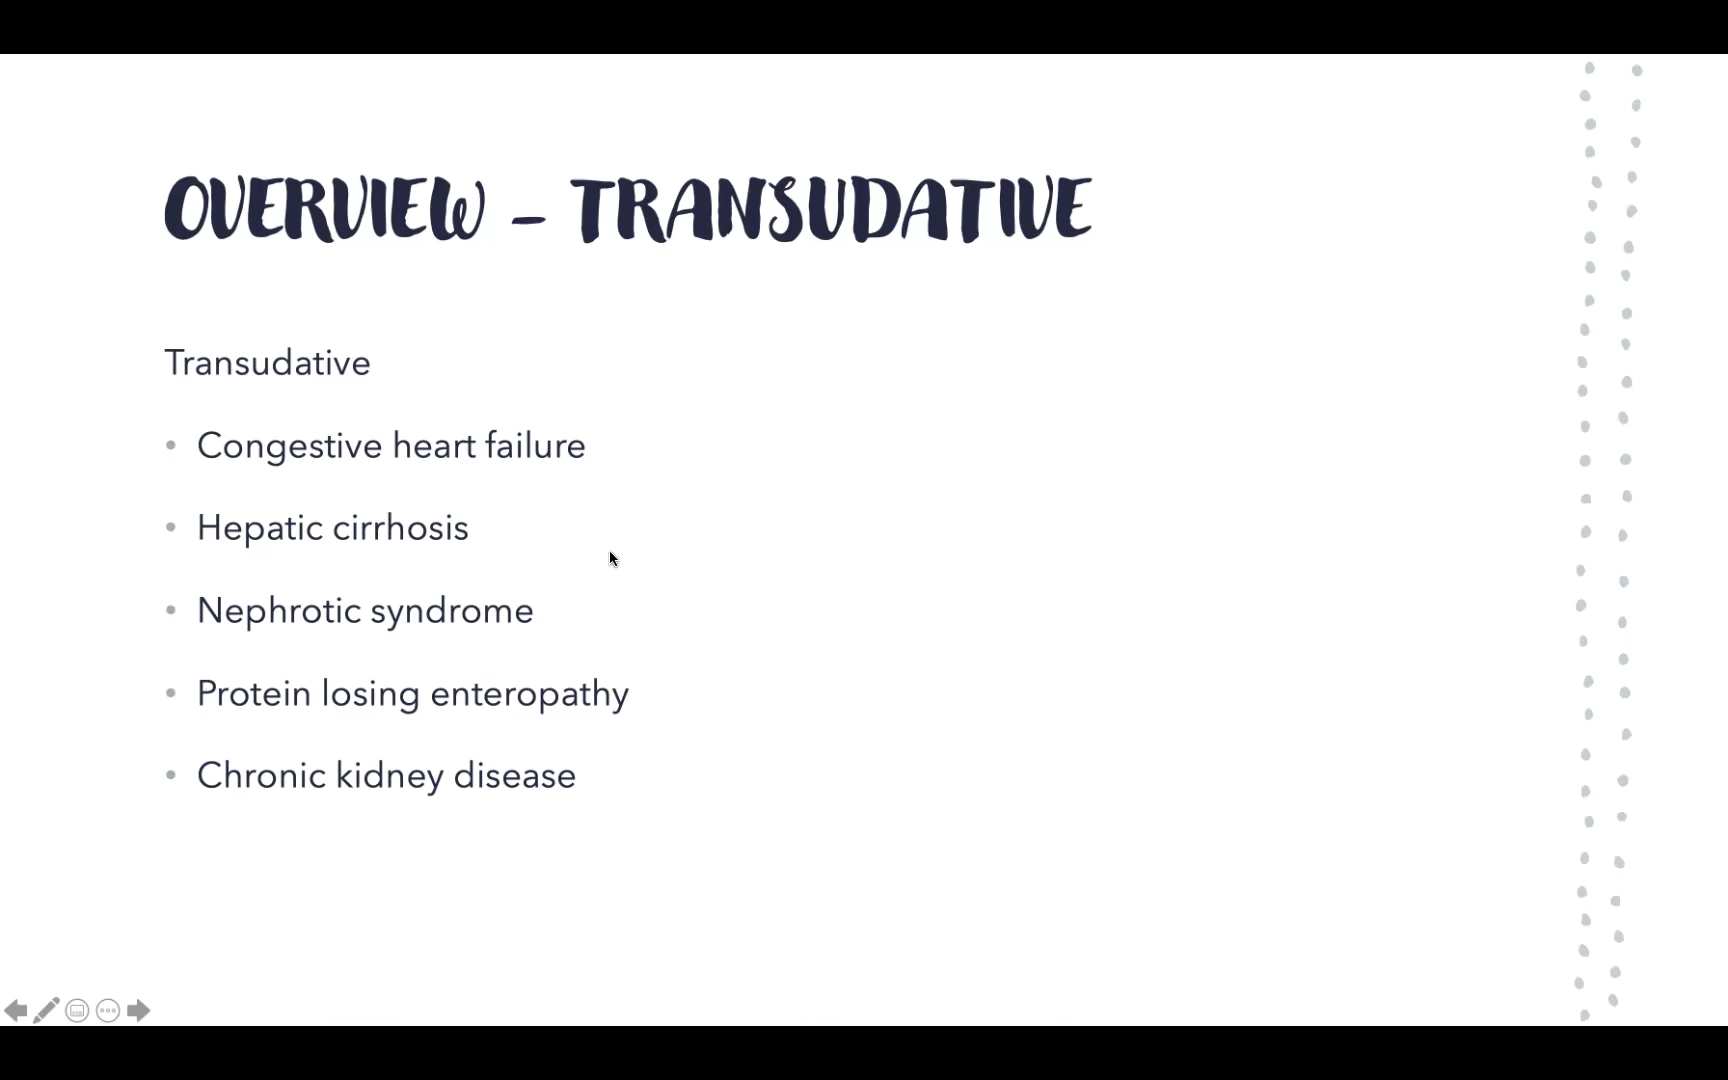 OVERVIEW – TRANSUDATIVE
Transudative
• Congestive heart failure
• Hepatic cirrhosis
• Nephrotic syndrome
• Protein losing enteropathy
• Chronic kidney disease